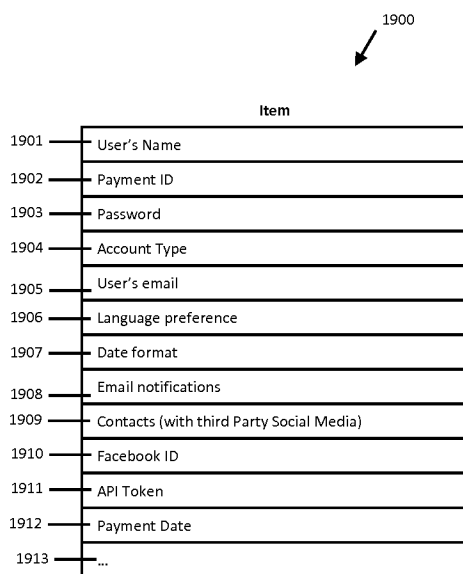 1900
Item
1901 User's Name
1902 Payment ID
1903 Password
1904 Account Type
1905 User's email
1906 Language preference
1907 Date format
1908 Email notifications
1909 Contacts (with third Party Social Media)
1910 Facebook ID
1911 API Token
1912 Payment Date
1913 ...